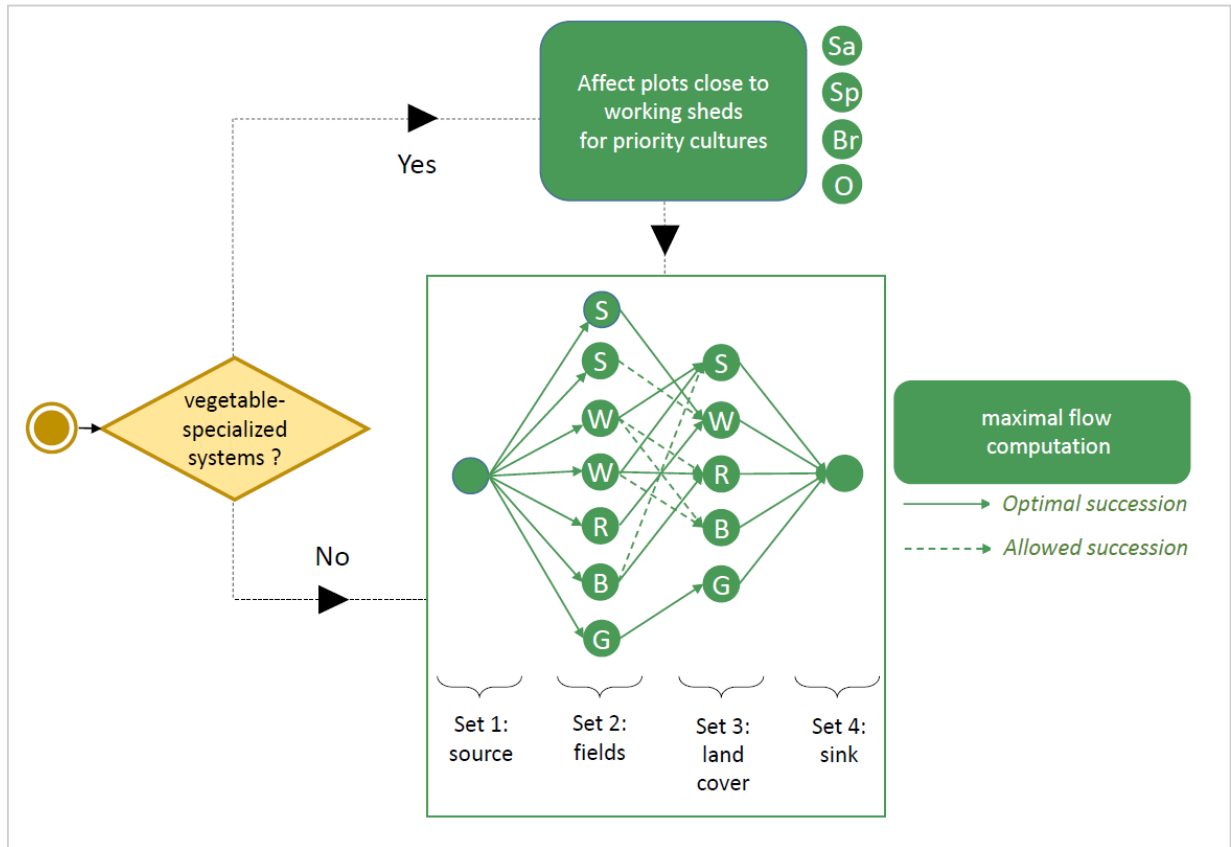 Affect plots close to
working sheds
for priority cultures
Sa
Sp
Br
O
Yes
vegetable-
specialized
systems ?
No
S
S
W
W
R
B
G
S
W
R
B
G
maximal flow
computation
Optimal succession
Allowed succession
Set 1:
source
Set 2:
fields
Set 3:
land
cover
Set 4:
sink